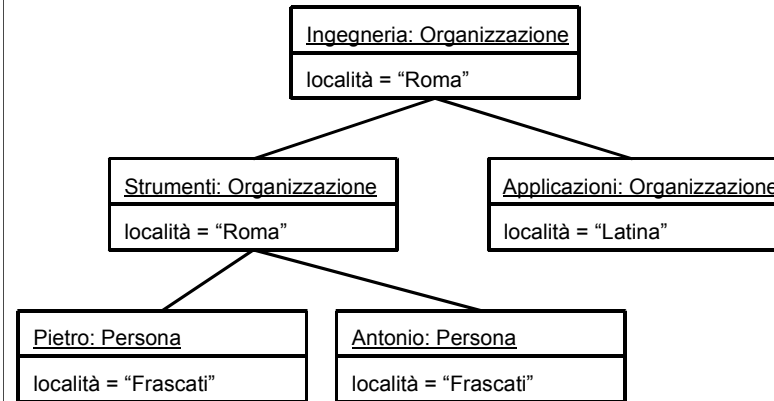 Ingegneria: Organizzazione
località = “Roma”
Strumenti: Organizzazione
Applicazioni: Organizzazione
località = “Roma”
località = “Latina”
Pietro: Persona
Antonio: Persona
località = “Frascati”
località = “Frascati”